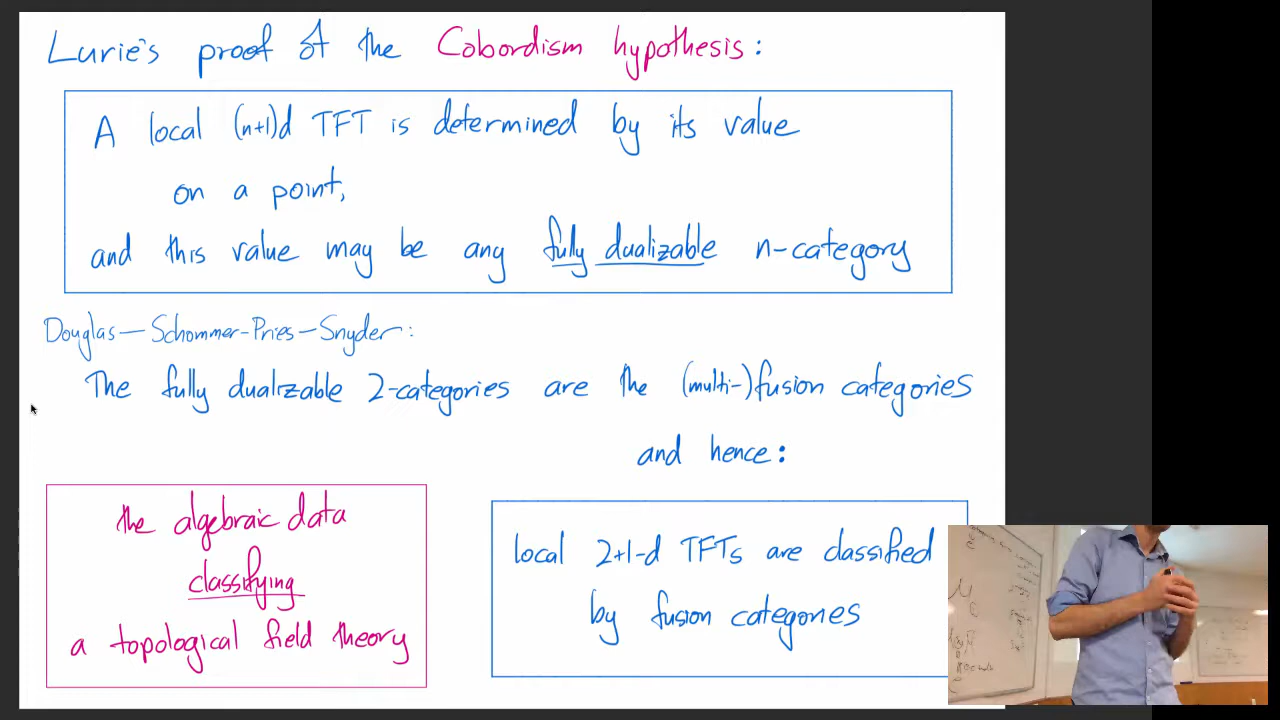 Lurie's proof of the Cobordism hypothesis:
A local (n+1)d TFT is determined by its value
on a point,
and this value may be any fully dualizable n-category
Douglas—Schommer-Pries—Snyder:
The fully dualizable 2-categories are the (multi-)fusion categories
and hence:
the algebraic data
classifying
a topological field theory
local 2+1-d TFTs are classified
by fusion categories